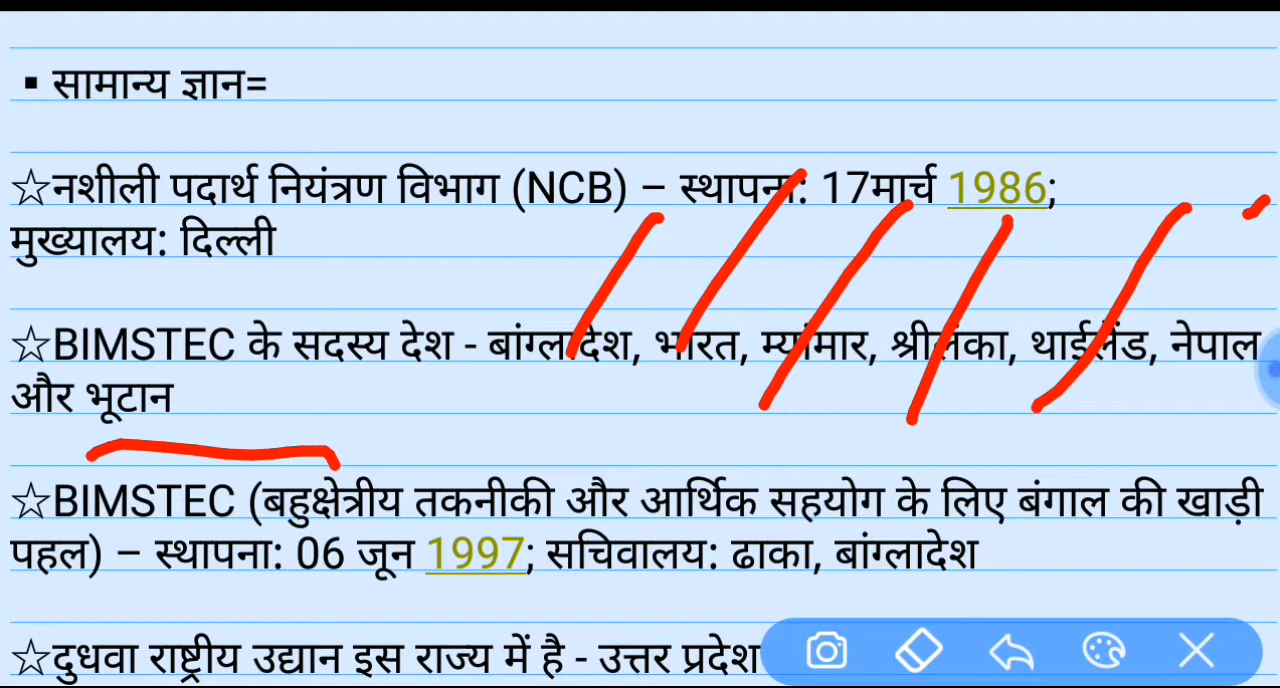 ▪ सामान्य ज्ञान=
☆नशीली पदार्थ नियंत्रण विभाग (NCB) – स्थापना: 17मार्च 1986;
मुख्यालय: दिल्ली
☆BIMSTEC के सदस्य देश - बांग्लादेश, भारत, म्यांमार, श्रीलंका, थाईलैंड, नेपाल
और भूटान
☆BIMSTEC (बहुक्षेत्रीय तकनीकी और आर्थिक सहयोग के लिए बंगाल की खाड़ी
पहल) – स्थापना: 06 जून 1997; सचिवालय: ढाका, बांग्लादेश
☆दुधवा राष्ट्रीय उद्यान इस राज्य में है - उत्तर प्रदेश